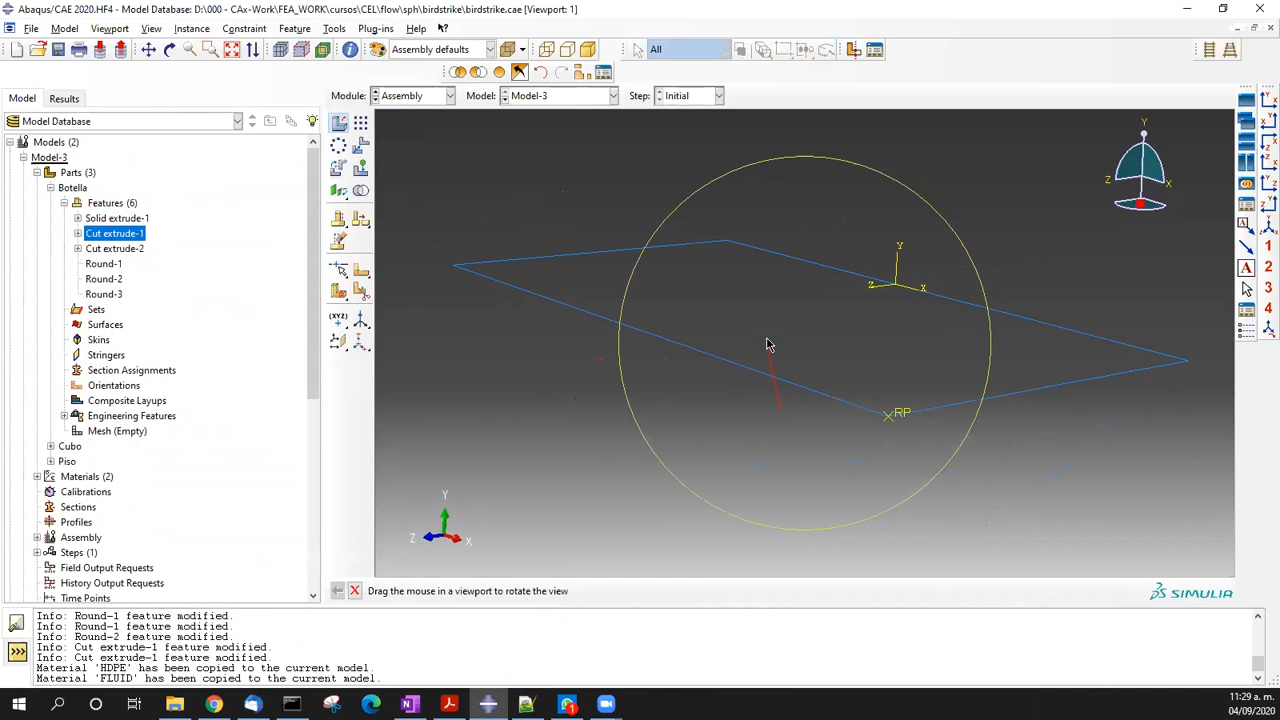 Abaqus/CAE 2020.HF4 - Model Database: D:\000 - CAx-Work\FEA_WORK\cursos\CEL\flow\sph\birdstrike\birdstrike.cae [Viewport: 1]
File Model Viewport View Instance Constraint Feature Tools Plug-ins Help
Assembly defaults All
Model Results Module: Assembly Model: Model-3 Step: Initial
Model Database
Models (2)
Model-3
Parts (3)
Botella
Features (6)
Solid extrude-1
Cut extrude-1
Cut extrude-2
Round-1
Round-2
Round-3
Sets
Surfaces
Skins
Stringers
Section Assignments
Orientations
Composite Layups
Engineering Features
Mesh (Empty)
Cubo
Piso
Materials (2)
Calibrations
Sections
Profiles
Assembly
Steps (1)
Field Output Requests
History Output Requests
Time Points
(XYZ)
Y
Z X
Y
Z X
RP
Y
Z X
1
2
3
4
A
Drag the mouse in a viewport to rotate the view
SIMULIA
Info: Round-1 feature modified.
Info: Round-1 feature modified.
Info: Round-2 feature modified.
Info: Cut extrude-1 feature modified.
Info: Cut extrude-1 feature modified.
Material 'HDPE' has been copied to the current model.
Material 'FLUID' has been copied to the current model.
11:29 a. m.
04/09/2020